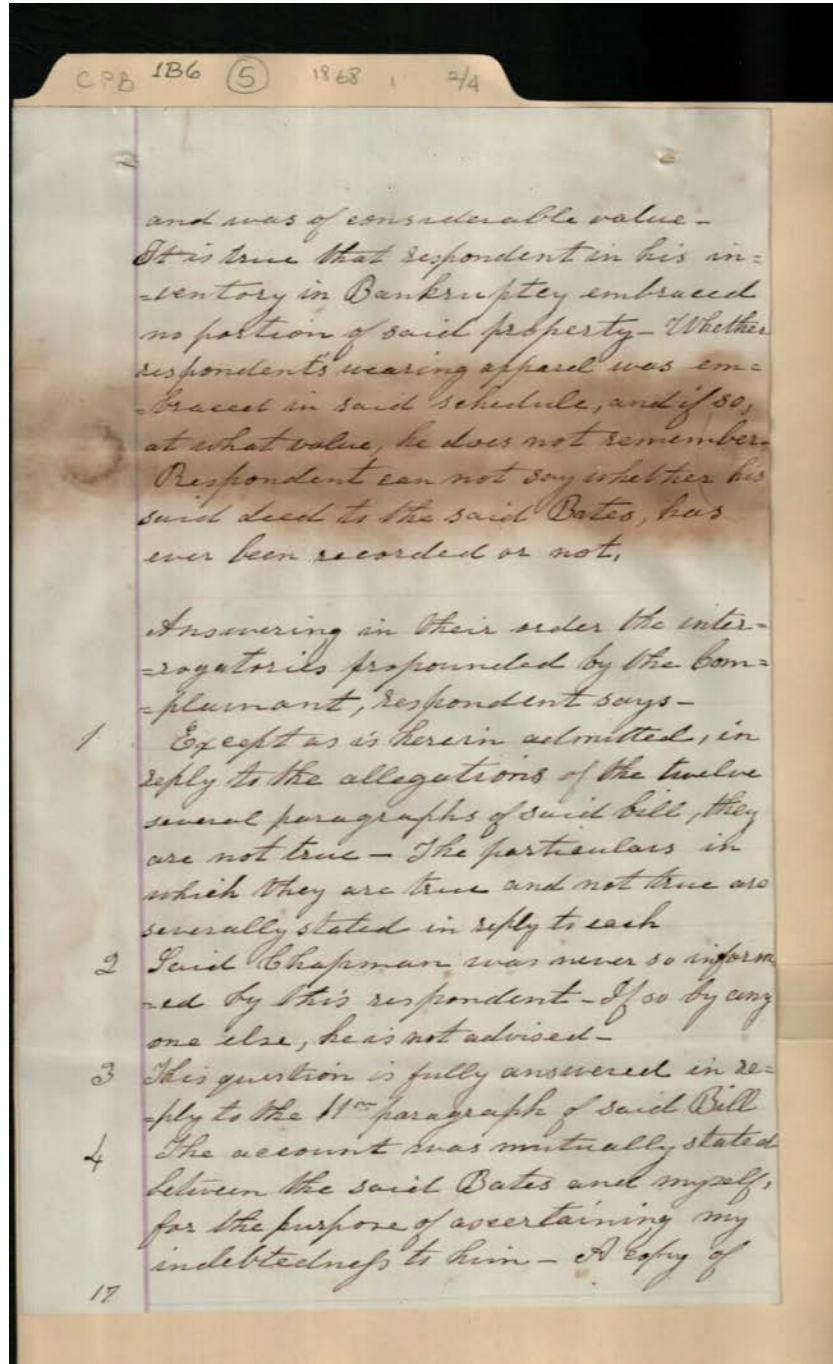 CPB 1B6 5 1868 1 2/4
and was of considerable value -
It is true that respondent in his in=
=ventory in Bankruptcy embraced
no portion of said property - Whether
respondent's wearing apparel was em=
=braced in said schedule, and if so,
at what value, he does not remember -
Respondent can not say whether his
said deed to the said Bates, has
ever been recorded or not.
Answering in their order the inter=
=rogatories propounded by the Com=
=plainant, respondent says -
1 Except as is herein admitted, in
reply to the allegations of the twelve
several paragraphs of said bill, they
are not true - The particulars in
which they are true and not true are
severally stated in reply to each
2 Said Chapman was never so inform
=ed by this respondent - If so by any
one else, he is not advised -
3 This question is fully answered in re=
=ply to the 11th paragraph of said Bill
4 The account was mutually stated
between the said Bates and myself,
for the purpose of ascertaining my
indebtedness to him - A copy of
17